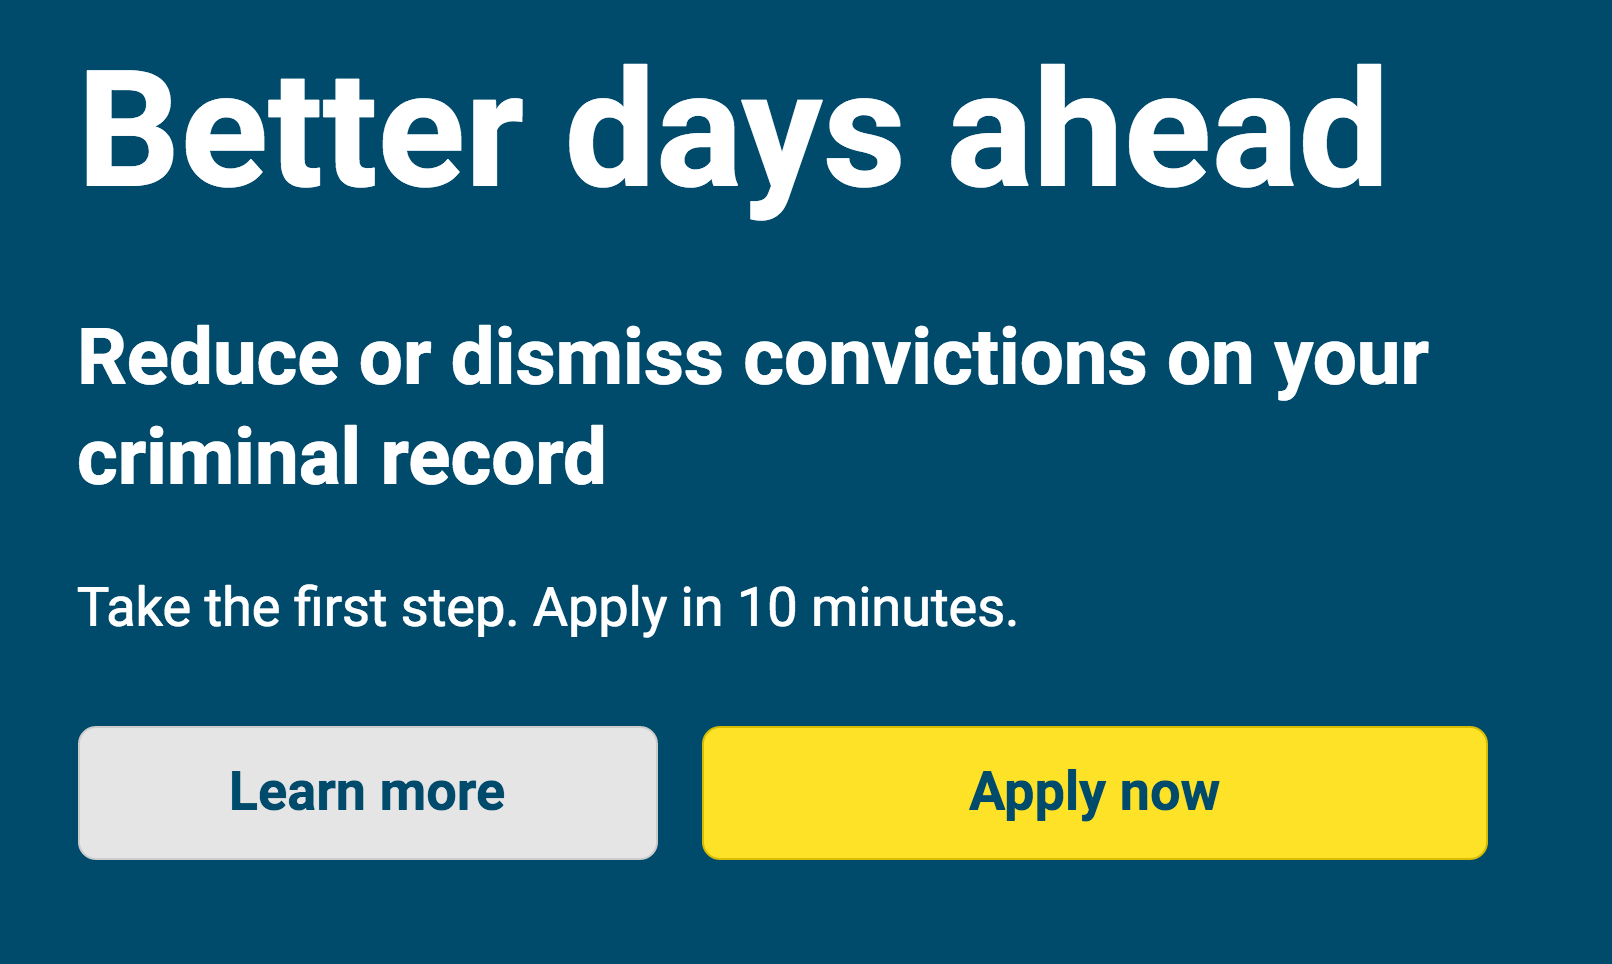 Better days ahead
Reduce or dismiss convictions on your
criminal record
Take the first step. Apply in 10 minutes.
Learn more
Apply now